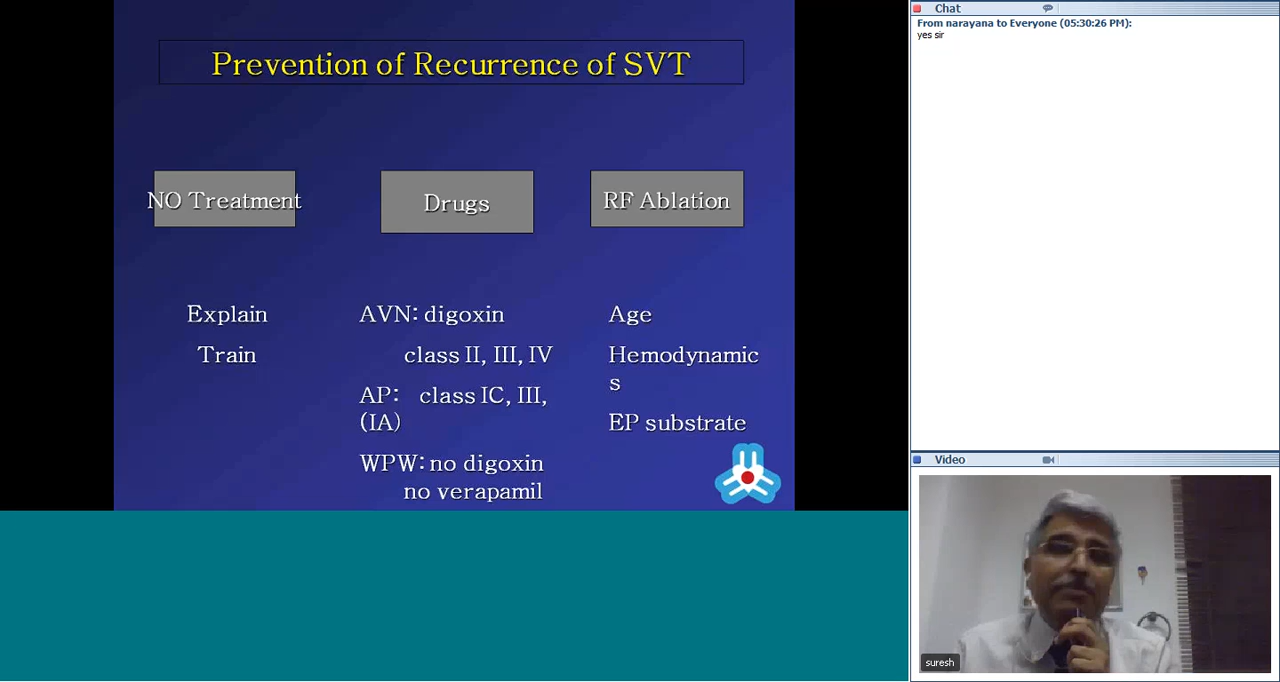 Prevention of Recurrence of SVT
NO Treatment
Drugs
RF Ablation
Explain
Train
AVN: digoxin
class II, III, IV
AP: class IC, III,
(IA)
WPW: no digoxin
no verapamil
Age
Hemodynamic
s
EP substrate
Chat
From narayana to Everyone (05:30:26 PM):
yes sir
Video
suresh